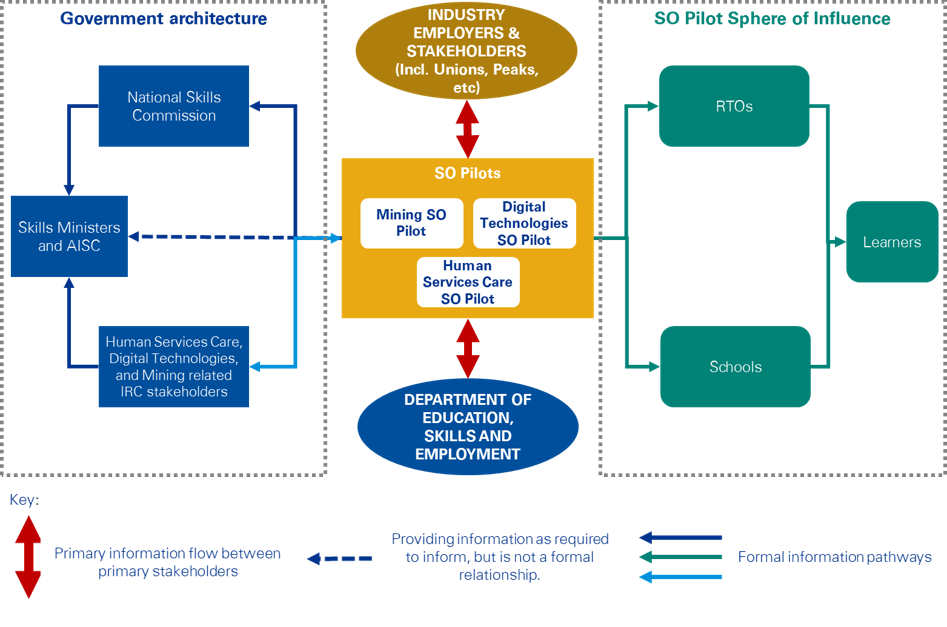 Government architecture
INDUSTRY
EMPLOYERS &
STAKEHOLDERS
(Incl. Unions, Peaks,
etc)
SO Pilot Sphere of Influence
National Skills
Commission
Skills Ministers
and AISC
Human Services Care,
Digital Technologies,
and Mining related
IRC stakeholders
SO Pilots
Mining SO
Pilot
Digital
Technologies
SO Pilot
Human
Services Care
SO Pilot
DEPARTMENT OF
EDUCATION,
SKILLS AND
EMPLOYMENT
RTOs
Learners
Schools
Key:
Primary information flow between
primary stakeholders
Providing information as required
to inform, but is not a formal
relationship.
Formal information pathways